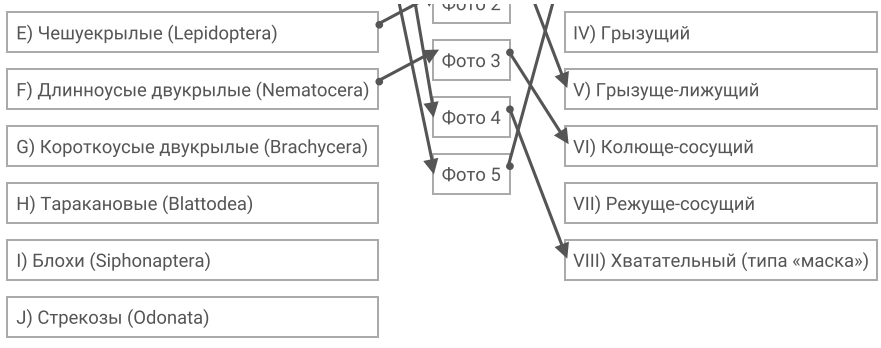 Фото 2
E) Чешуекрылые (Lepidoptera)
IV) Грызущий
Фото 3
F) Длинноусые двукрылые (Nematocera)
V) Грызуще-лижущий
Фото 4
G) Короткоусые двукрылые (Brachycera)
VI) Колюще-сосущий
Фото 5
H) Таракановые (Blattodea)
VII) Режуще-сосущий
I) Блохи (Siphonaptera)
VIII) Хватательный (типа «маска»)
J) Стрекозы (Odonata)